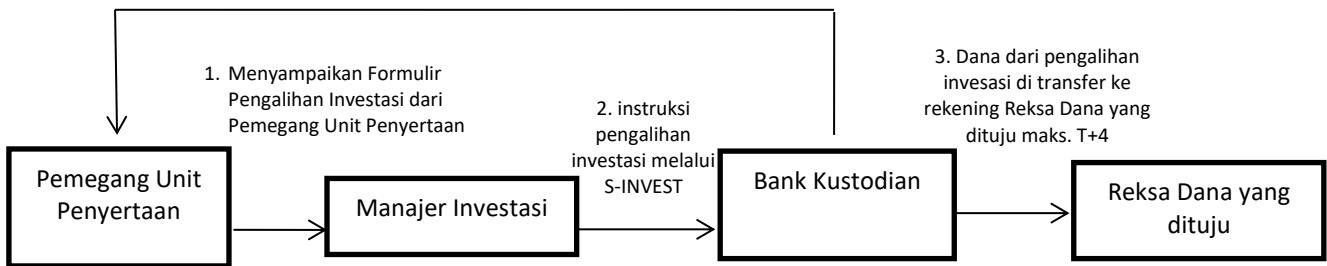 1. Menyampaikan Formulir
Pengalihan Investasi dari
Pemegang Unit Penyertaan
2. instruksi
pengalihan
investasi melalui
S-INVEST
3. Dana dari pengalihan
invesasi di transfer ke
rekening Reksa Dana yang
dituju maks. T+4
Pemegang Unit
Penyertaan
Manajer Investasi
Bank Kustodian
Reksa Dana yang
dituju